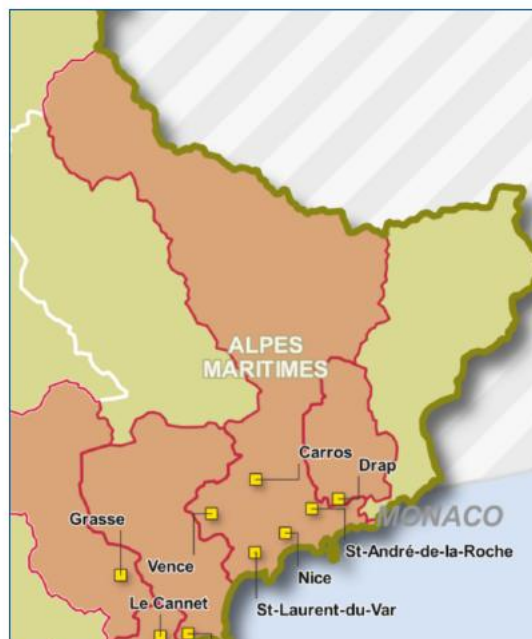 ALPES
MARITIMES
Carros
Drap
Grasse
MONACO
Vence
St-André-de-la-Roche
Nice
Le Cannet
St-Laurent-du-Var